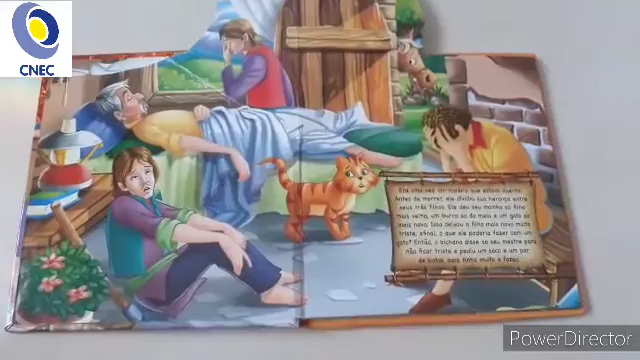 CNEC
Era uma vez um moleiro que estava doente.
Antes de morrer, ele dividiu sua herança entre
seus três filhos. Ele deu seu moinho ao filho
mais velho, um burro ao do meio e um gato ao
mais novo. Isso deixou o filho mais novo muito
triste, afinal, o que ele poderia fazer com um
gato? Então, o bichano disse ao seu mestre para
não ficar triste e pediu um saco e um par
de botas, pois tinha muito a fazer.
PowerDirector